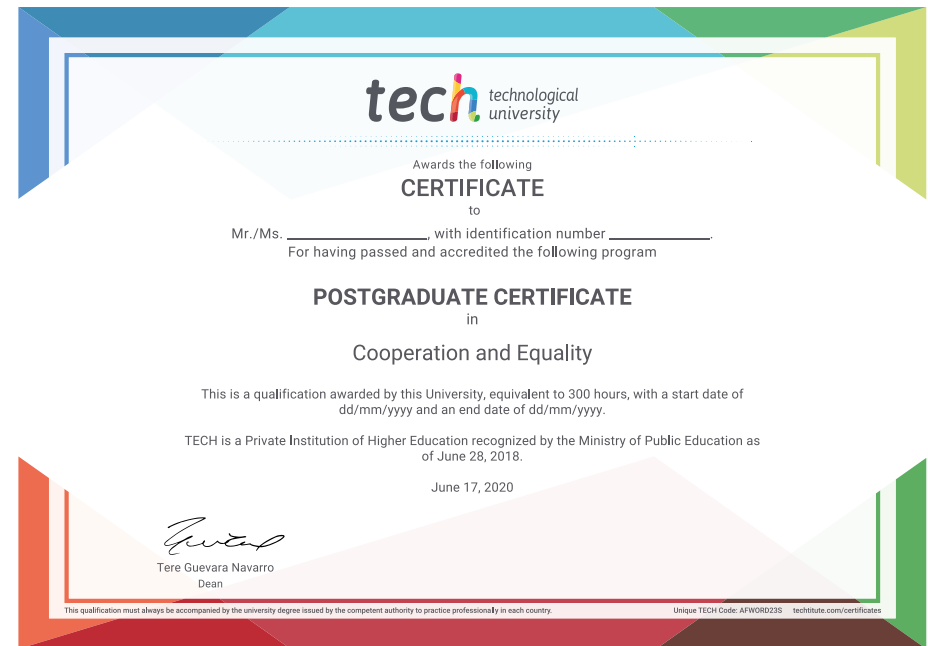 tech technological
university
Awards the following
CERTIFICATE
to
Mr./Ms. ____________________, with identification number ______________.
For having passed and accredited the following program
POSTGRADUATE CERTIFICATE
in
Cooperation and Equality
This is a qualification awarded by this University, equivalent to 300 hours, with a start date of
dd/mm/yyyy and an end date of dd/mm/yyyy.
TECH is a Private Institution of Higher Education recognized by the Ministry of Public Education as
of June 28, 2018.
June 17, 2020
Tere Guevara Navarro
Dean
This qualification must always be accompanied by the university degree issued by the competent authority to practice professionally in each country. Unique TECH Code: AFWORD23S techtitute.com/certificates